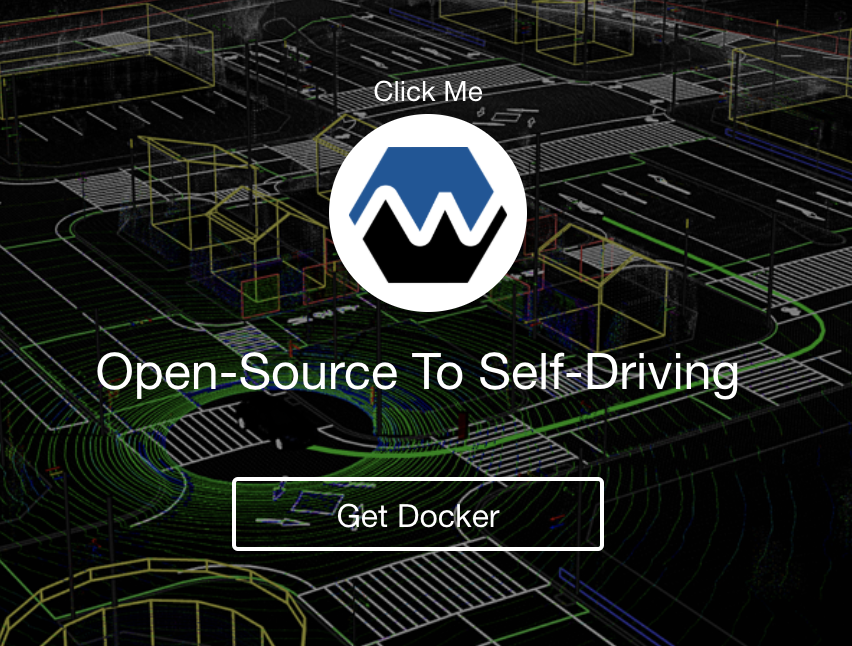 Click Me
Open-Source To Self-Driving
Get Docker